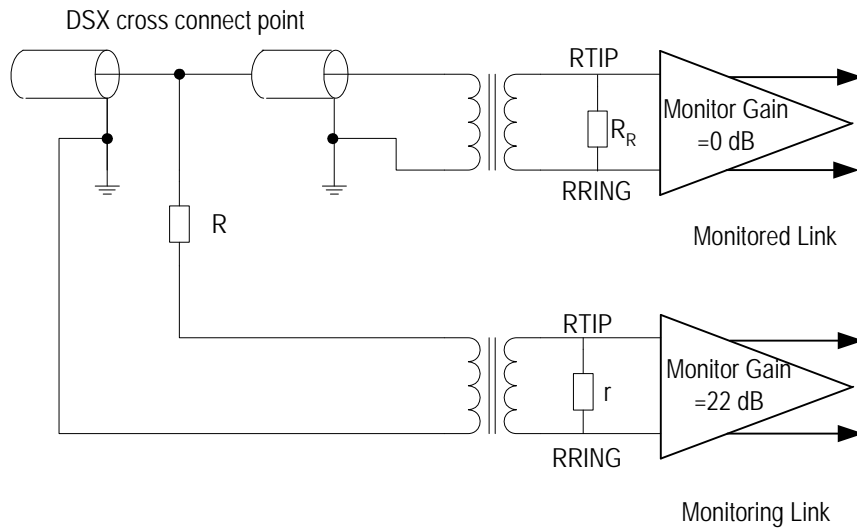 DSX cross connect point
RTIP
Monitor Gain
=0 dB
R_R
RRING
R
Monitored Link
RTIP
Monitor Gain
=22 dB
r
RRING
Monitoring Link